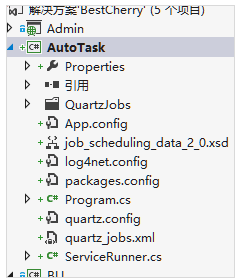 解决方案'BestCherry' (5 个项目)
Admin
C# AutoTask
Properties
引用
QuartzJobs
App.config
job_scheduling_data_2_0.xsd
log4net.config
packages.config
C# Program.cs
quartz.config
quartz_jobs.xml
C# ServiceRunner.cs